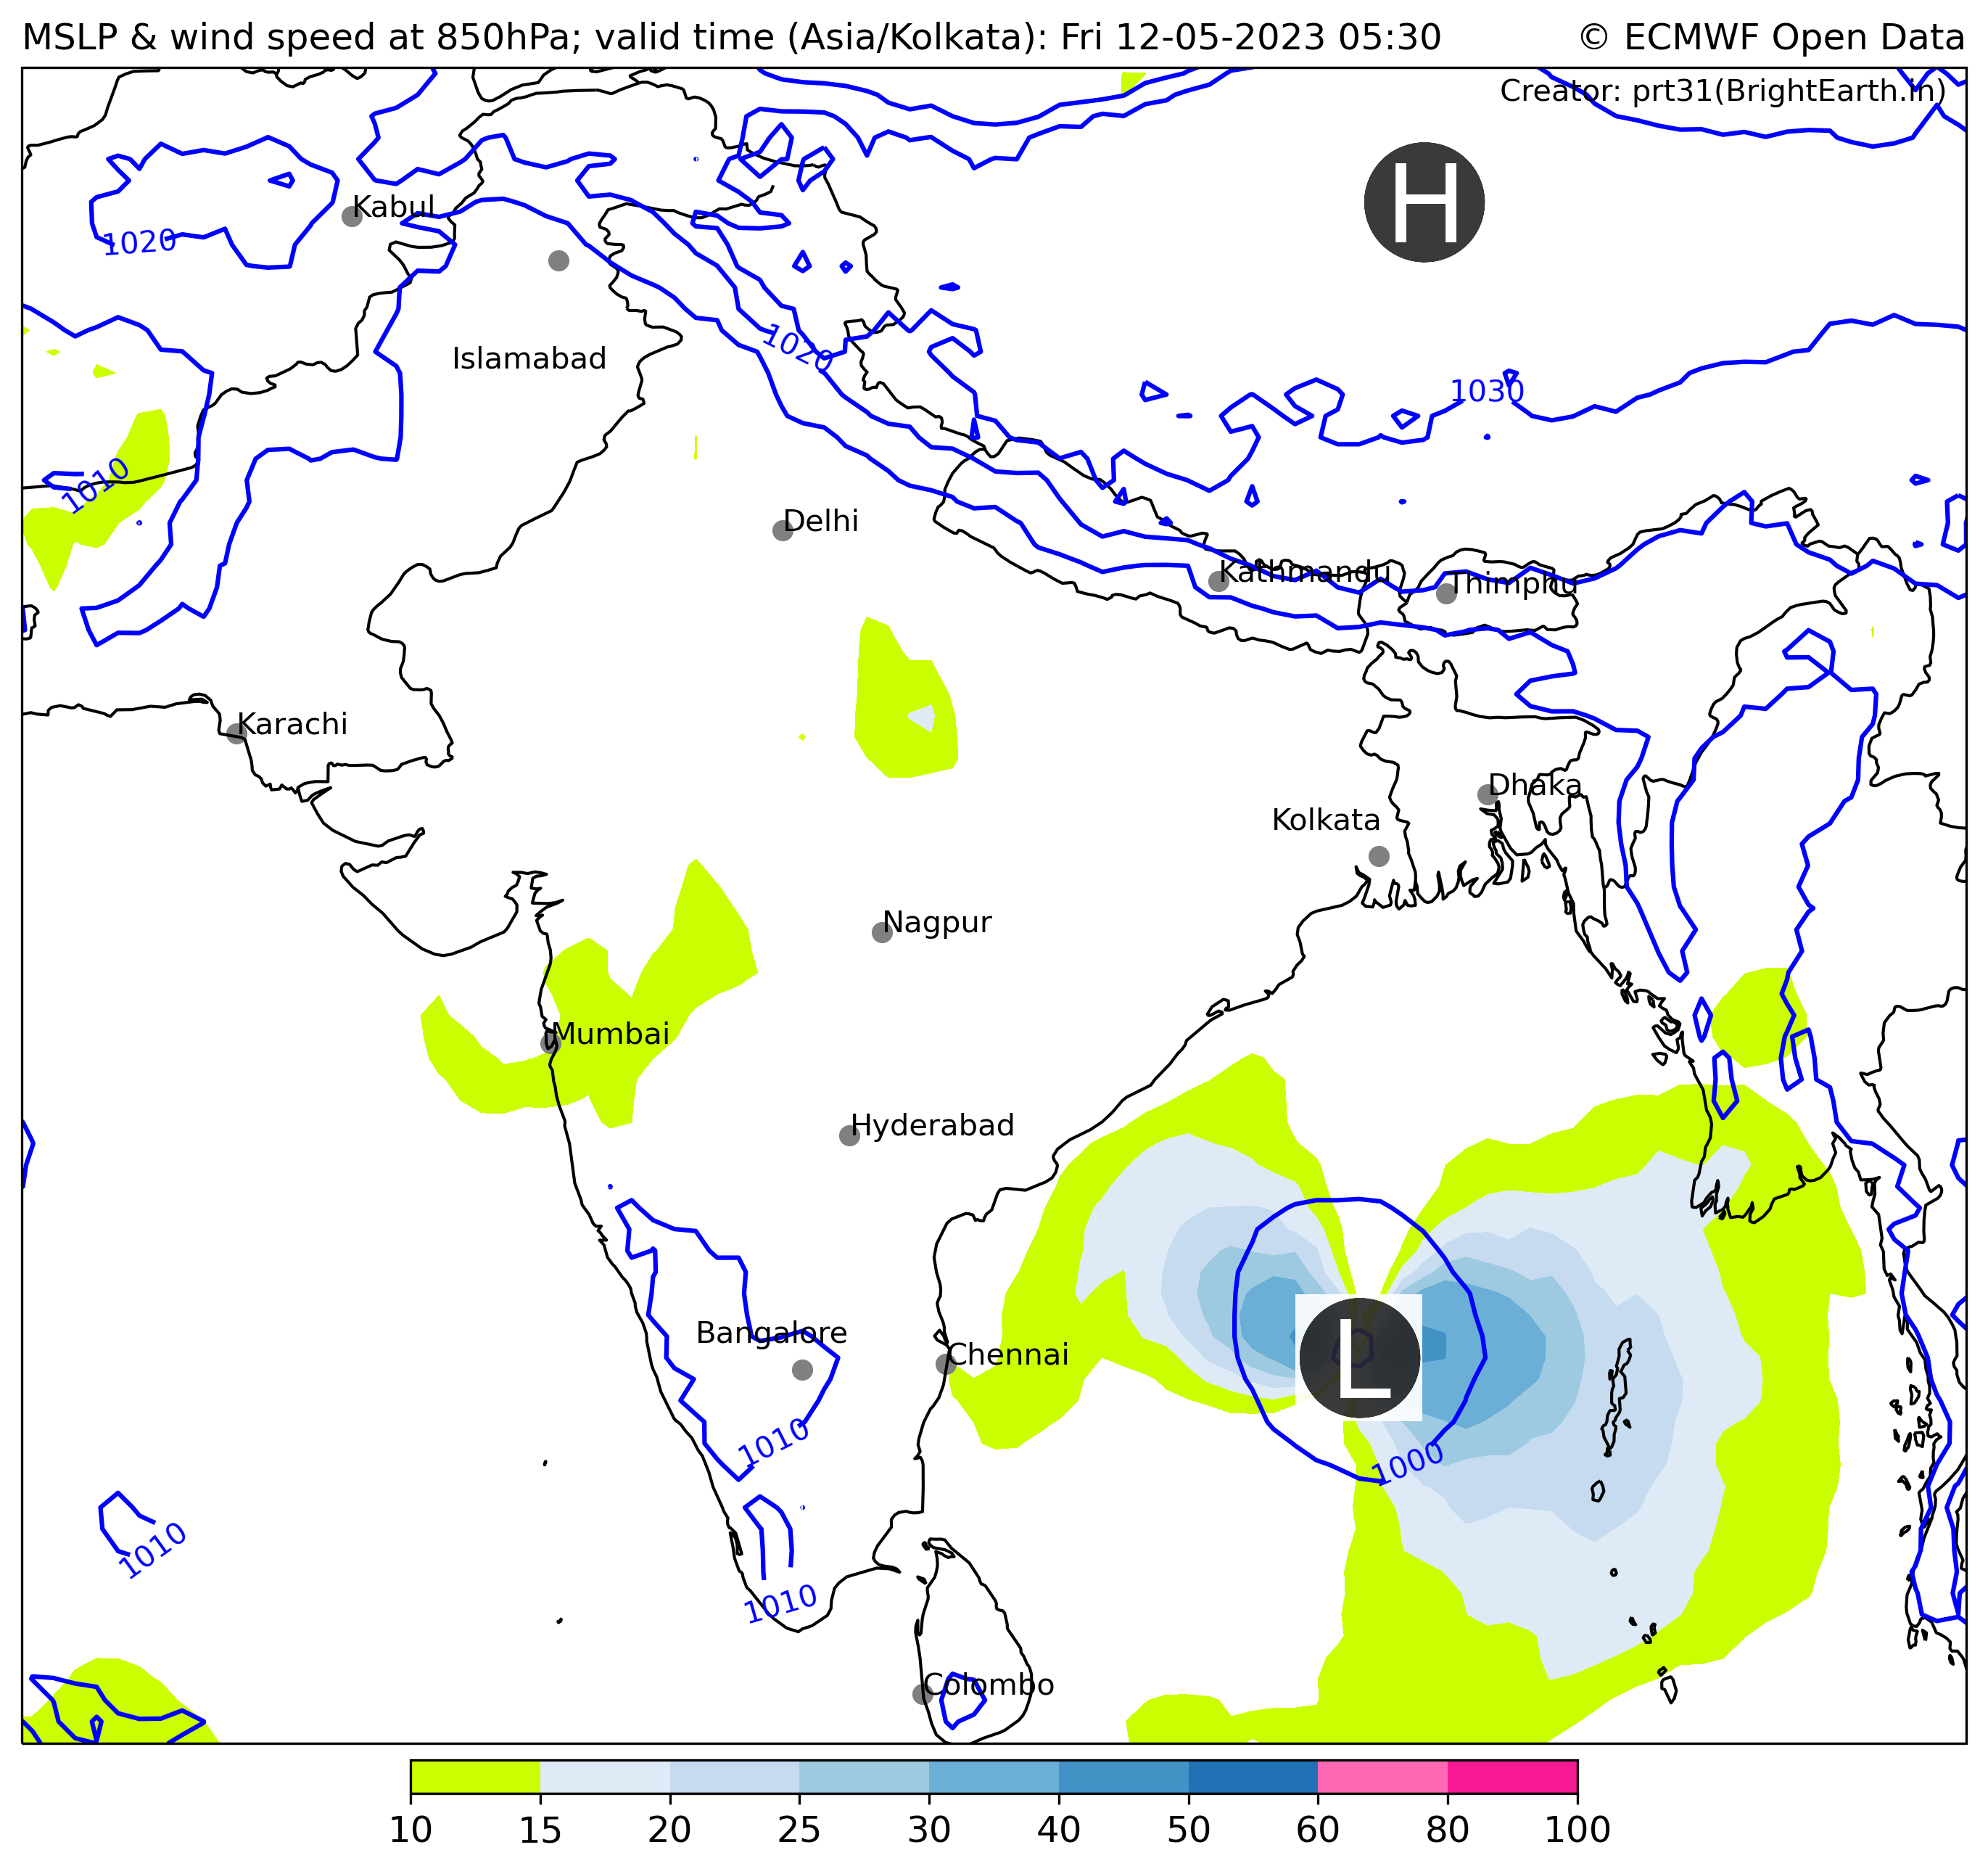 MSLP & wind speed at 850hPa; valid time (Asia/Kolkata): Fri 12-05-2023 05:30
© ECMWF Open Data
Creator: prt31(BrightEarth.in)
H
Kabul
1020
1020
Islamabad
1030
1010
Delhi
Kathmandu
Thimphu
Karachi
Dhaka
Kolkata
Nagpur
Mumbai
Hyderabad
Bangalore
Chennai
L
1010
1000
1010
1010
Colombo
10 15 20 25 30 40 50 60 80 100